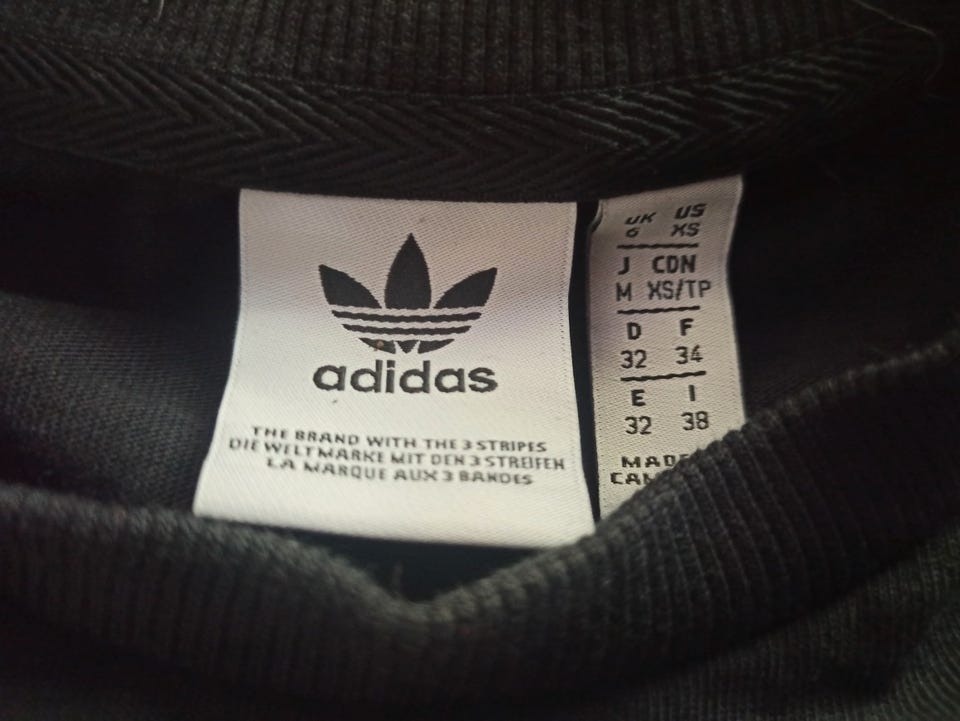 adidas
THE BRAND WITH THE 3 STRIPES
DIE WELTMARKE MIT DEN 3 STREIFEN
LA MARQUE AUX 3 BANDES
UK US
6 XS
J CDN
M XS/TP
D F
32 34
E I
32 38